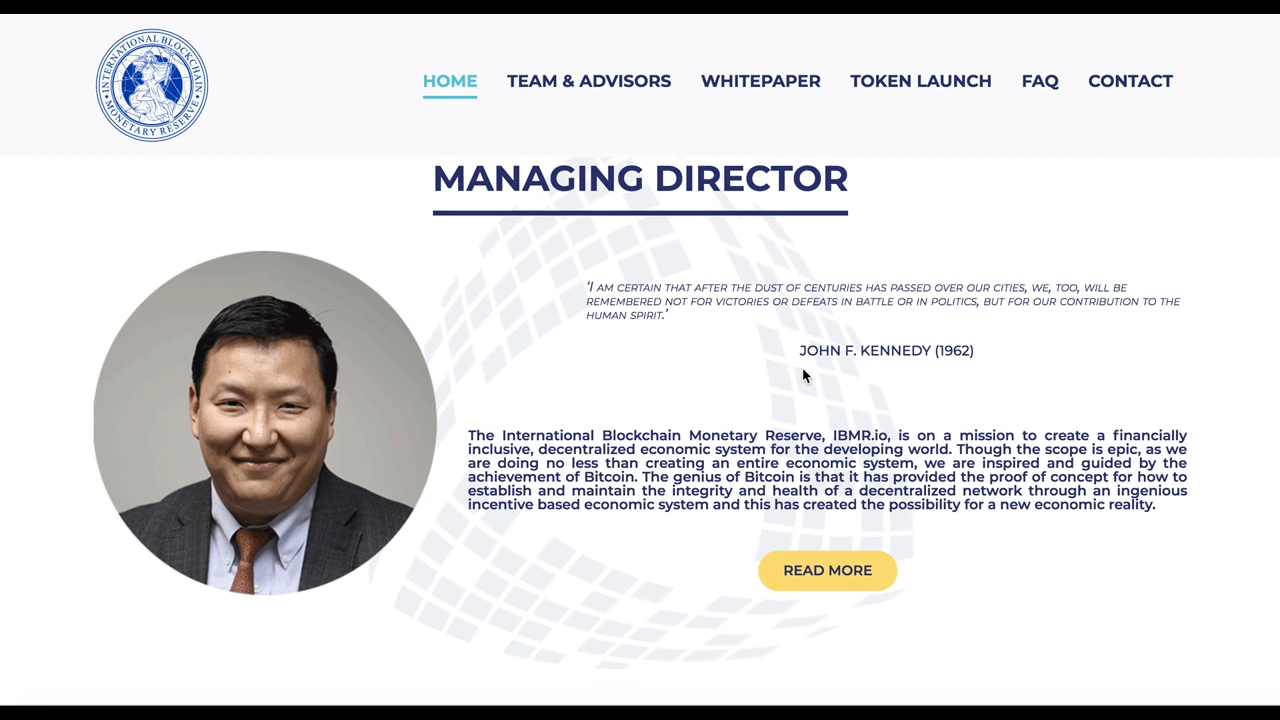 INTERNATIONAL BLOCKCHAIN
MONETARY RESERVE
HOME
TEAM & ADVISORS
WHITEPAPER
TOKEN LAUNCH
FAQ
CONTACT
MANAGING DIRECTOR
‘I AM CERTAIN THAT AFTER THE DUST OF CENTURIES HAS PASSED OVER OUR CITIES, WE, TOO, WILL BE
REMEMBERED NOT FOR VICTORIES OR DEFEATS IN BATTLE OR IN POLITICS, BUT FOR OUR CONTRIBUTION TO THE
HUMAN SPIRIT.’
JOHN F. KENNEDY (1962)
The International Blockchain Monetary Reserve, IBMR.io, is on a mission to create a financially
inclusive, decentralized economic system for the developing world. Though the scope is epic, as we
are doing no less than creating an entire economic system, we are inspired and guided by the
achievement of Bitcoin. The genius of Bitcoin is that it has provided the proof of concept for how to
establish and maintain the integrity and health of a decentralized network through an ingenious
incentive based economic system and this has created the possibility for a new economic reality.
READ MORE